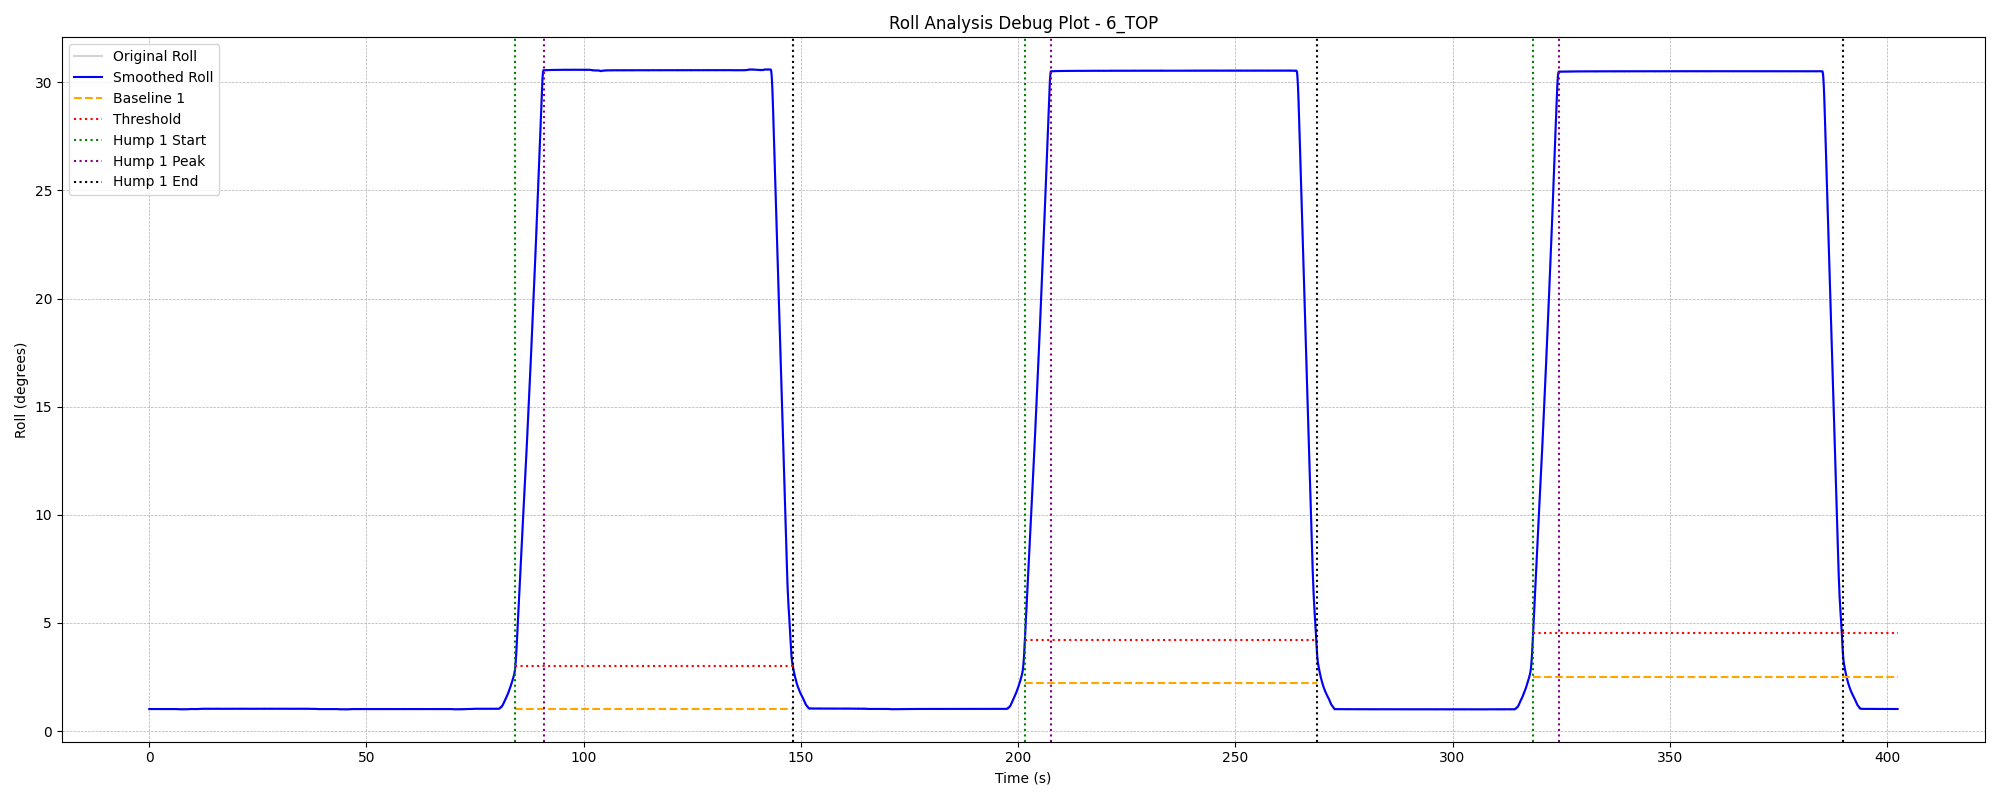 Roll Analysis Debug Plot - 6_TOP
Original Roll
Smoothed Roll
Baseline 1
Threshold
Hump 1 Start
Hump 1 Peak
Hump 1 End
30
25
20
15
10
5
0
Roll (degrees)
0 50 100 150 200 250 300 350 400
Time (s)